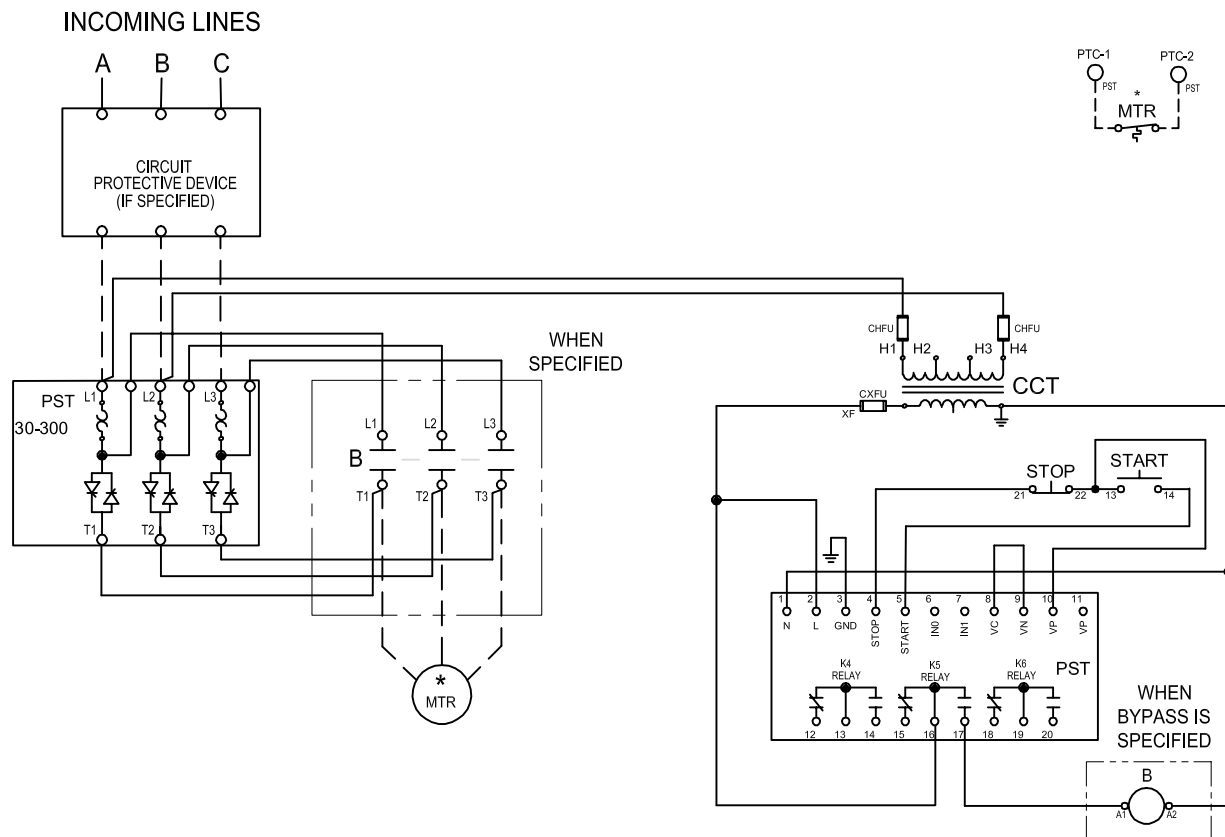 INCOMING LINES
A B C
CIRCUIT
PROTECTIVE DEVICE
(IF SPECIFIED)
PTC-1 PTC-2
PST PST
*
MTR
WHEN
SPECIFIED
CHFU CHFU
H1 H2 H3 H4
CCT
CXFU
XF
L1 L2 L3
PST
30-300
T1 T2 T3
L1 L2 L3
B
T1 T2 T3
*
MTR
STOP START
21 22 13 14
1 2 3 4 5 6 7 8 9 10 11
N L GND STOP START IN0 IN1 VC VN VP VP
PST
K4
RELAY
K5
RELAY
K6
RELAY
12 13 14 15 16 17 18 19 20
WHEN
BYPASS IS
SPECIFIED
B
A1 A2